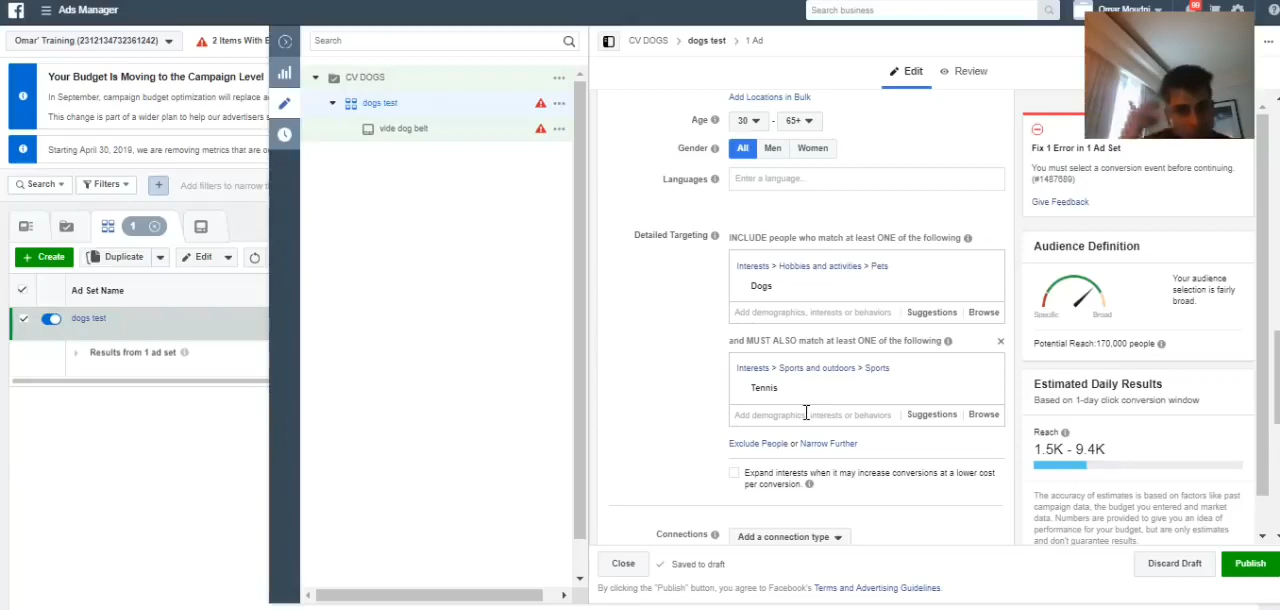 Ads Manager
Search business
Omar Moudni
99
Omar' Training (2312134732361242)
2 Items With E
Your Budget Is Moving to the Campaign Level
In September, campaign budget optimization will replace a
This change is part of a wider plan to help our advertisers s
Starting April 30, 2019, we are removing metrics that are o
Search
Filters
Add filters to narrow th
1
Create
Duplicate
Edit
Ad Set Name
dogs test
Results from 1 ad set
Search
CV DOGS
dogs test
vide dog belt
CV DOGS > dogs test > 1 Ad
Edit
Review
Add Locations in Bulk
Age
30 - 65+
Gender
All Men Women
Languages
Enter a language...
Detailed Targeting
INCLUDE people who match at least ONE of the following
Interests > Hobbies and activities > Pets
Dogs
Add demographics, interests or behaviors
Suggestions
Browse
and MUST ALSO match at least ONE of the following
Interests > Sports and outdoors > Sports
Tennis
Add demographics, interests or behaviors
Suggestions
Browse
Exclude People or Narrow Further
Expand interests when it may increase conversions at a lower cost
per conversion.
Connections
Add a connection type
Close
Saved to draft
Discard Draft
Publish
By clicking the "Publish" button, you agree to Facebook's Terms and Advertising Guidelines.
Fix 1 Error in 1 Ad Set
You must select a conversion event before continuing.
(#1487689)
Give Feedback
Audience Definition
Your audience
selection is fairly
broad.
Specific
Broad
Potential Reach:170,000 people
Estimated Daily Results
Based on 1-day click conversion window
Reach
1.5K - 9.4K
The accuracy of estimates is based on factors like past
campaign data, the budget you entered and market
data. Numbers are provided to give you an idea of
performance for your budget, but are only estimates
and don't guarantee results.